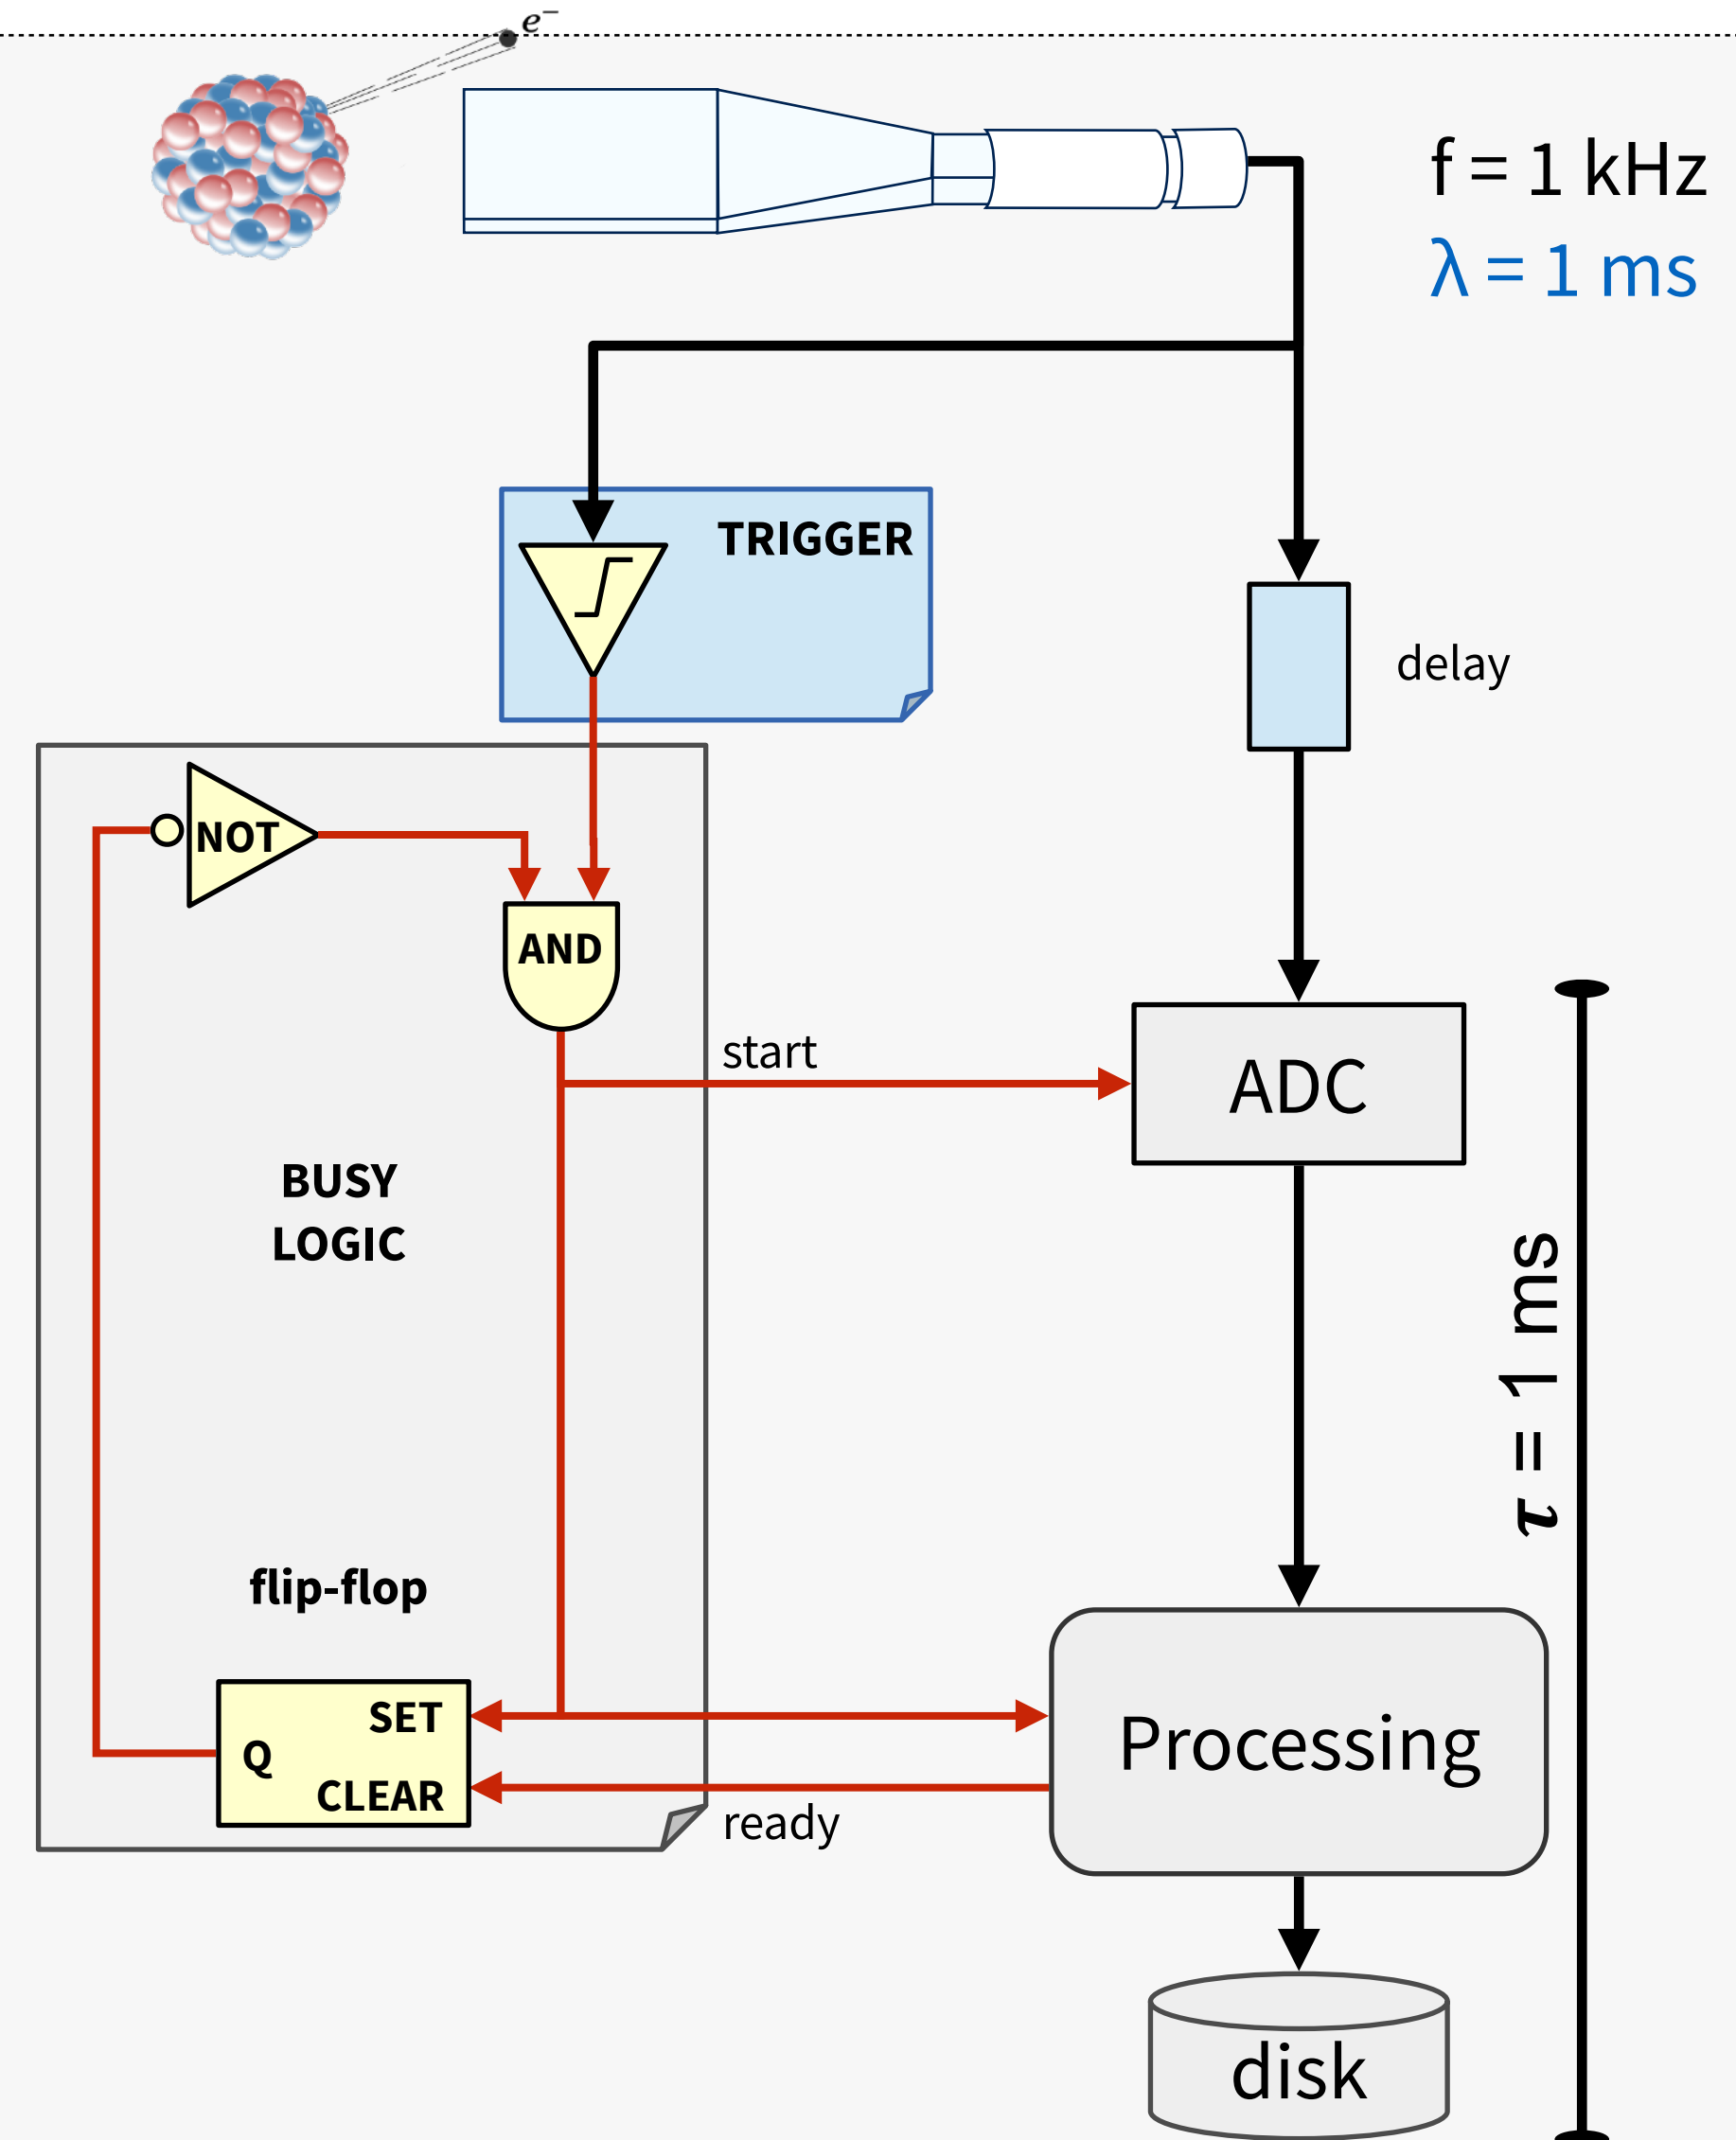 e⁻
f = 1 kHz
λ = 1 ms
TRIGGER
delay
NOT
AND
start
ADC
BUSY
LOGIC
τ = 1 ms
flip-flop
SET
Q
CLEAR
Processing
ready
disk